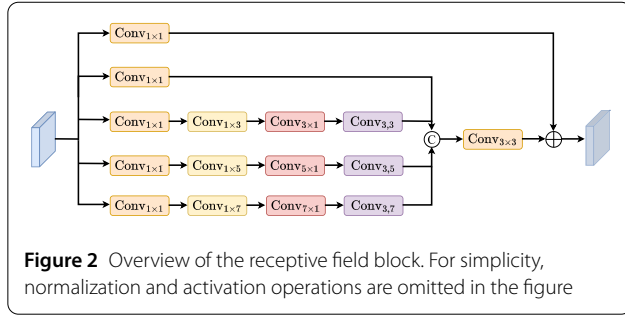 Conv1×1
Conv1×1
Conv1×1 Conv1×3 Conv3×1 Conv3,3
C Conv3×3
Conv1×1 Conv1×5 Conv5×1 Conv3,5
Conv1×1 Conv1×7 Conv7×1 Conv3,7
Figure 2 Overview of the receptive field block. For simplicity,
normalization and activation operations are omitted in the figure